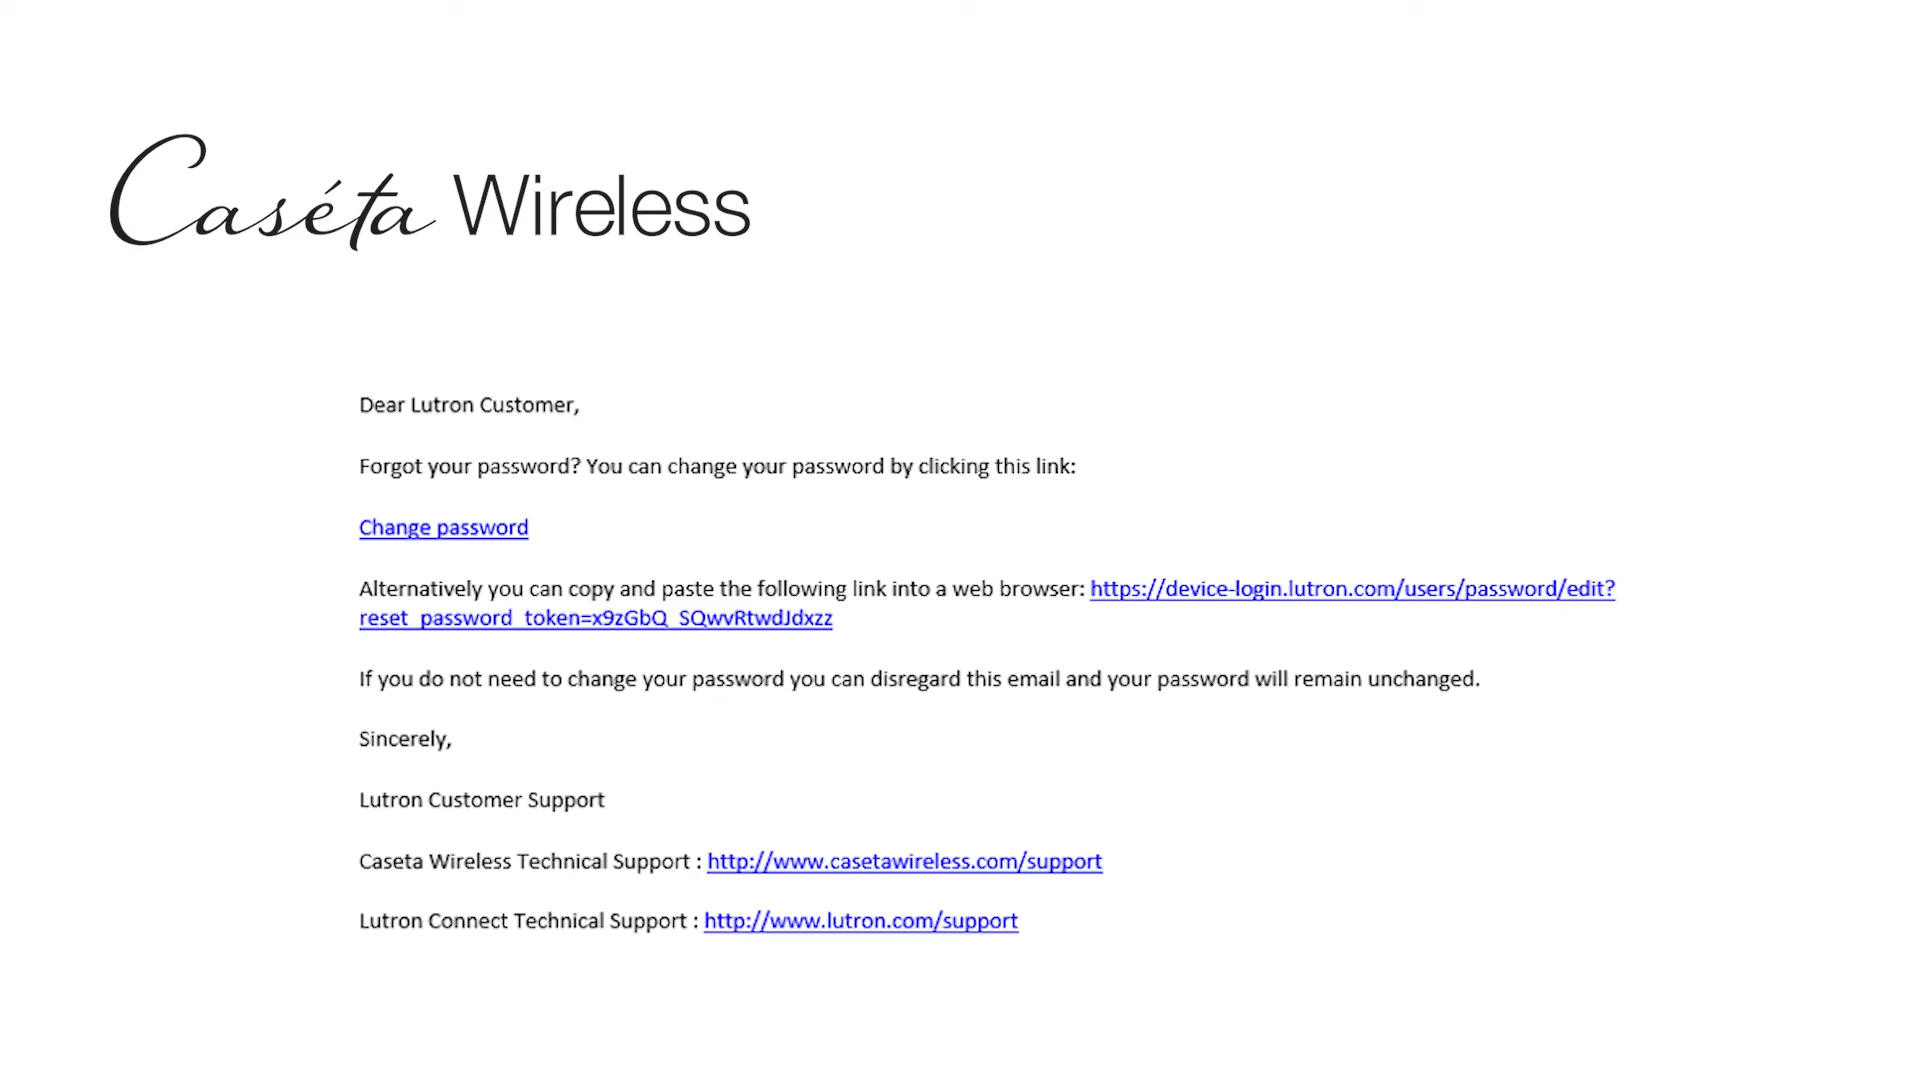 Caséta Wireless
Dear Lutron Customer,
Forgot your password? You can change your password by clicking this link:
Change password
Alternatively you can copy and paste the following link into a web browser: https://device-login.lutron.com/users/password/edit?
reset_password_token=x9zGbQ_SQwvRtwdJdxzz
If you do not need to change your password you can disregard this email and your password will remain unchanged.
Sincerely,
Lutron Customer Support
Caseta Wireless Technical Support : http://www.casetawireless.com/support
Lutron Connect Technical Support : http://www.lutron.com/support